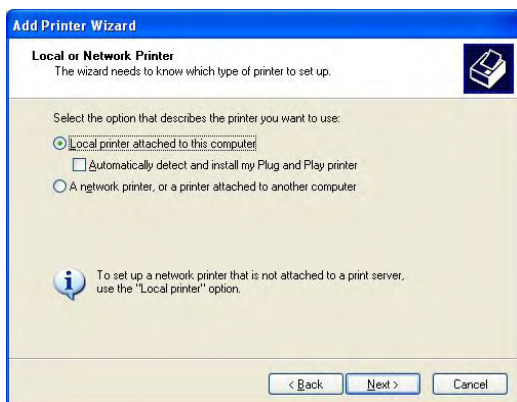 Add Printer Wizard
Local or Network Printer
The wizard needs to know which type of printer to set up.
Select the option that describes the printer you want to use:
Local printer attached to this computer
Automatically detect and install my Plug and Play printer
A network printer, or a printer attached to another computer
To set up a network printer that is not attached to a print server,
use the "Local printer" option.
< Back Next > Cancel